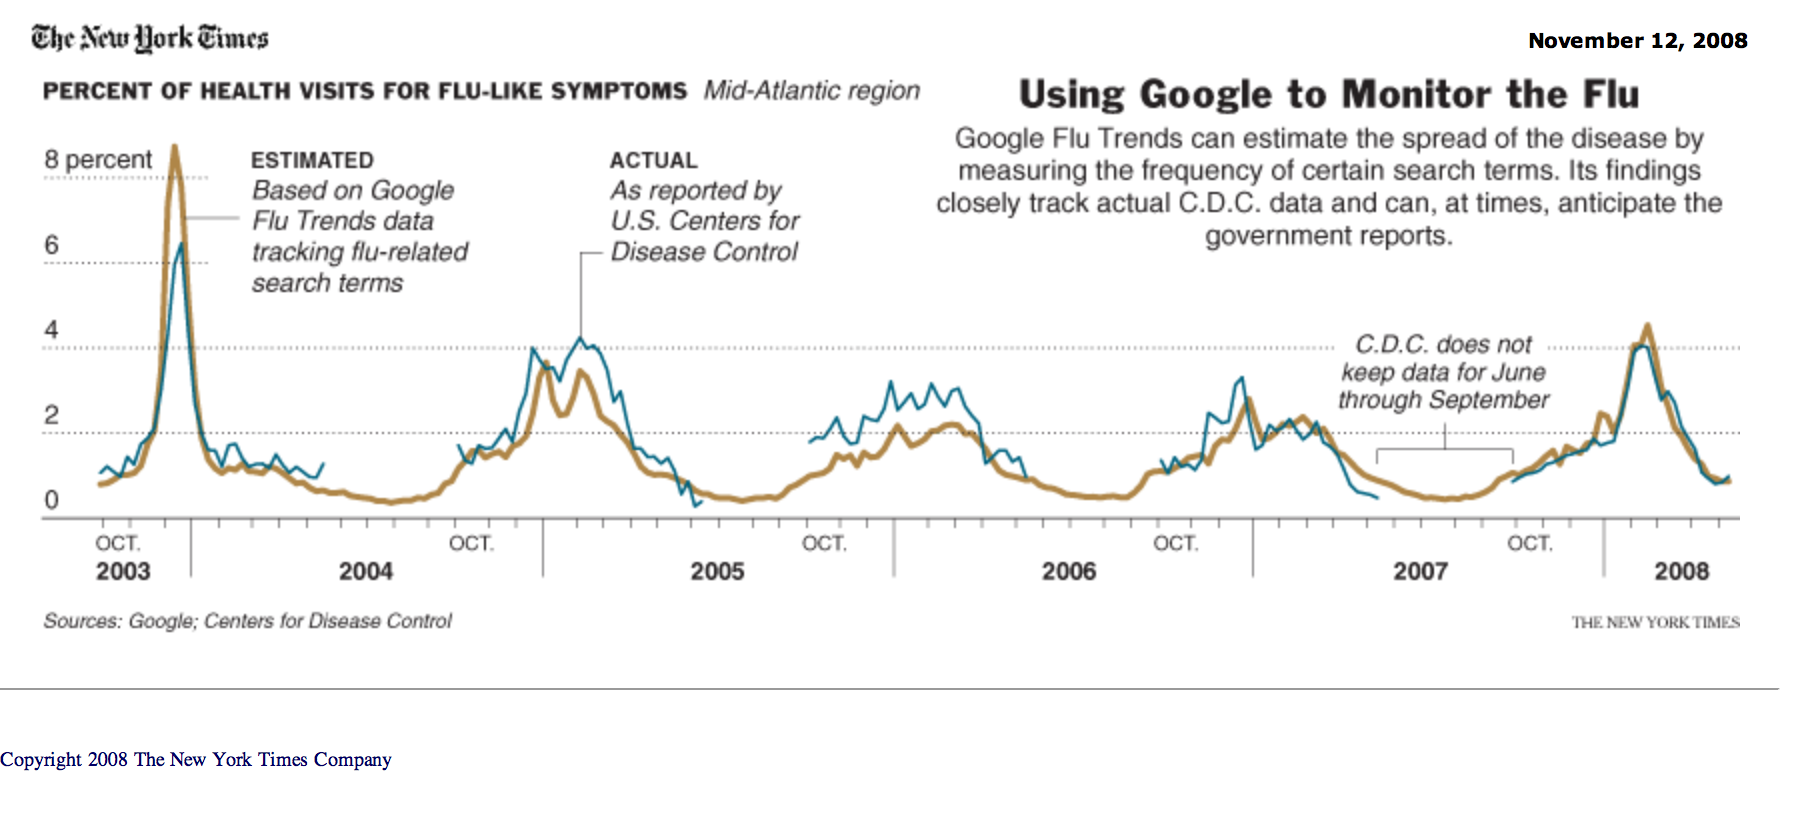 The New York Times
November 12, 2008
PERCENT OF HEALTH VISITS FOR FLU-LIKE SYMPTOMS Mid-Atlantic region
Using Google to Monitor the Flu
Google Flu Trends can estimate the spread of the disease by
measuring the frequency of certain search terms. Its findings
closely track actual C.D.C. data and can, at times, anticipate the
government reports.
8 percent
6
4
2
0
ESTIMATED
Based on Google
Flu Trends data
tracking flu-related
search terms
ACTUAL
As reported by
U.S. Centers for
Disease Control
C.D.C. does not
keep data for June
through September
OCT. OCT. OCT. OCT. OCT.
2003 2004 2005 2006 2007 2008
Sources: Google; Centers for Disease Control
THE NEW YORK TIMES
Copyright 2008 The New York Times Company